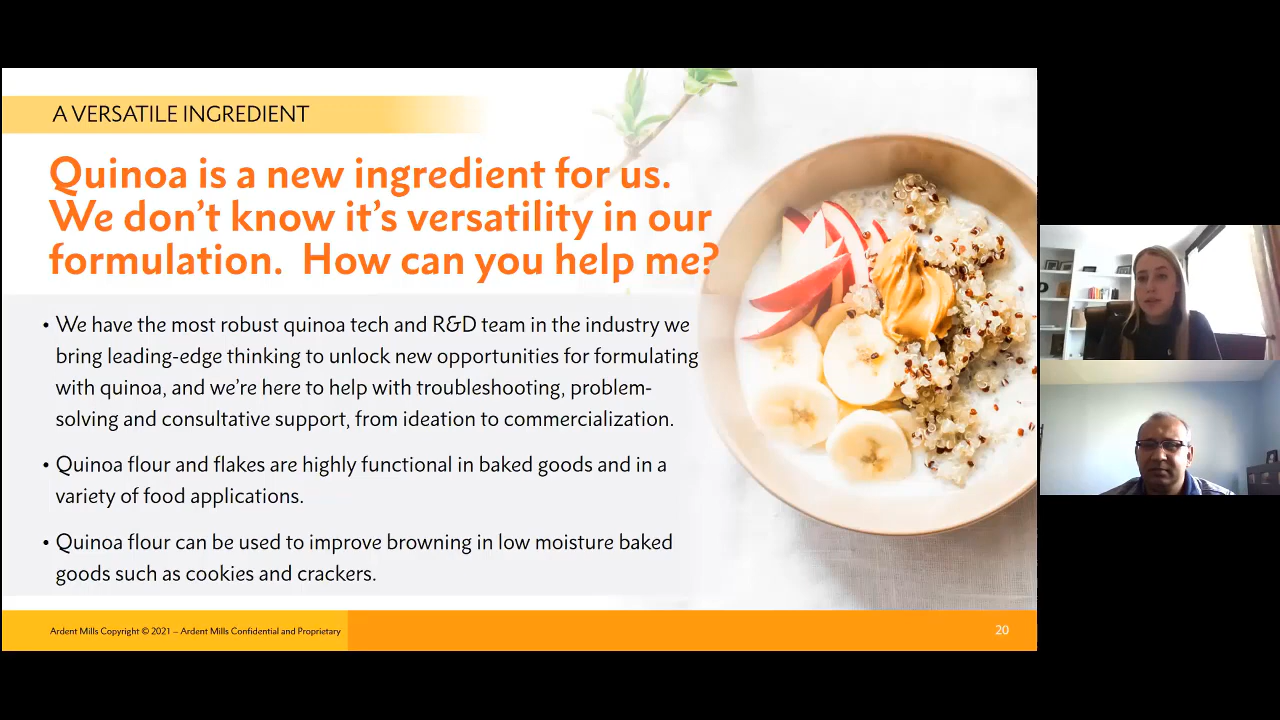 A VERSATILE INGREDIENT
Quinoa is a new ingredient for us.
We don't know it's versatility in our
formulation.  How can you help me?
• We have the most robust quinoa tech and R&D team in the industry we
bring leading-edge thinking to unlock new opportunities for formulating
with quinoa, and we're here to help with troubleshooting, problem-
solving and consultative support, from ideation to commercialization.
• Quinoa flour and flakes are highly functional in baked goods and in a
variety of food applications.
• Quinoa flour can be used to improve browning in low moisture baked
goods such as cookies and crackers.
Ardent Mills Copyright © 2021 – Ardent Mills Confidential and Proprietary
20